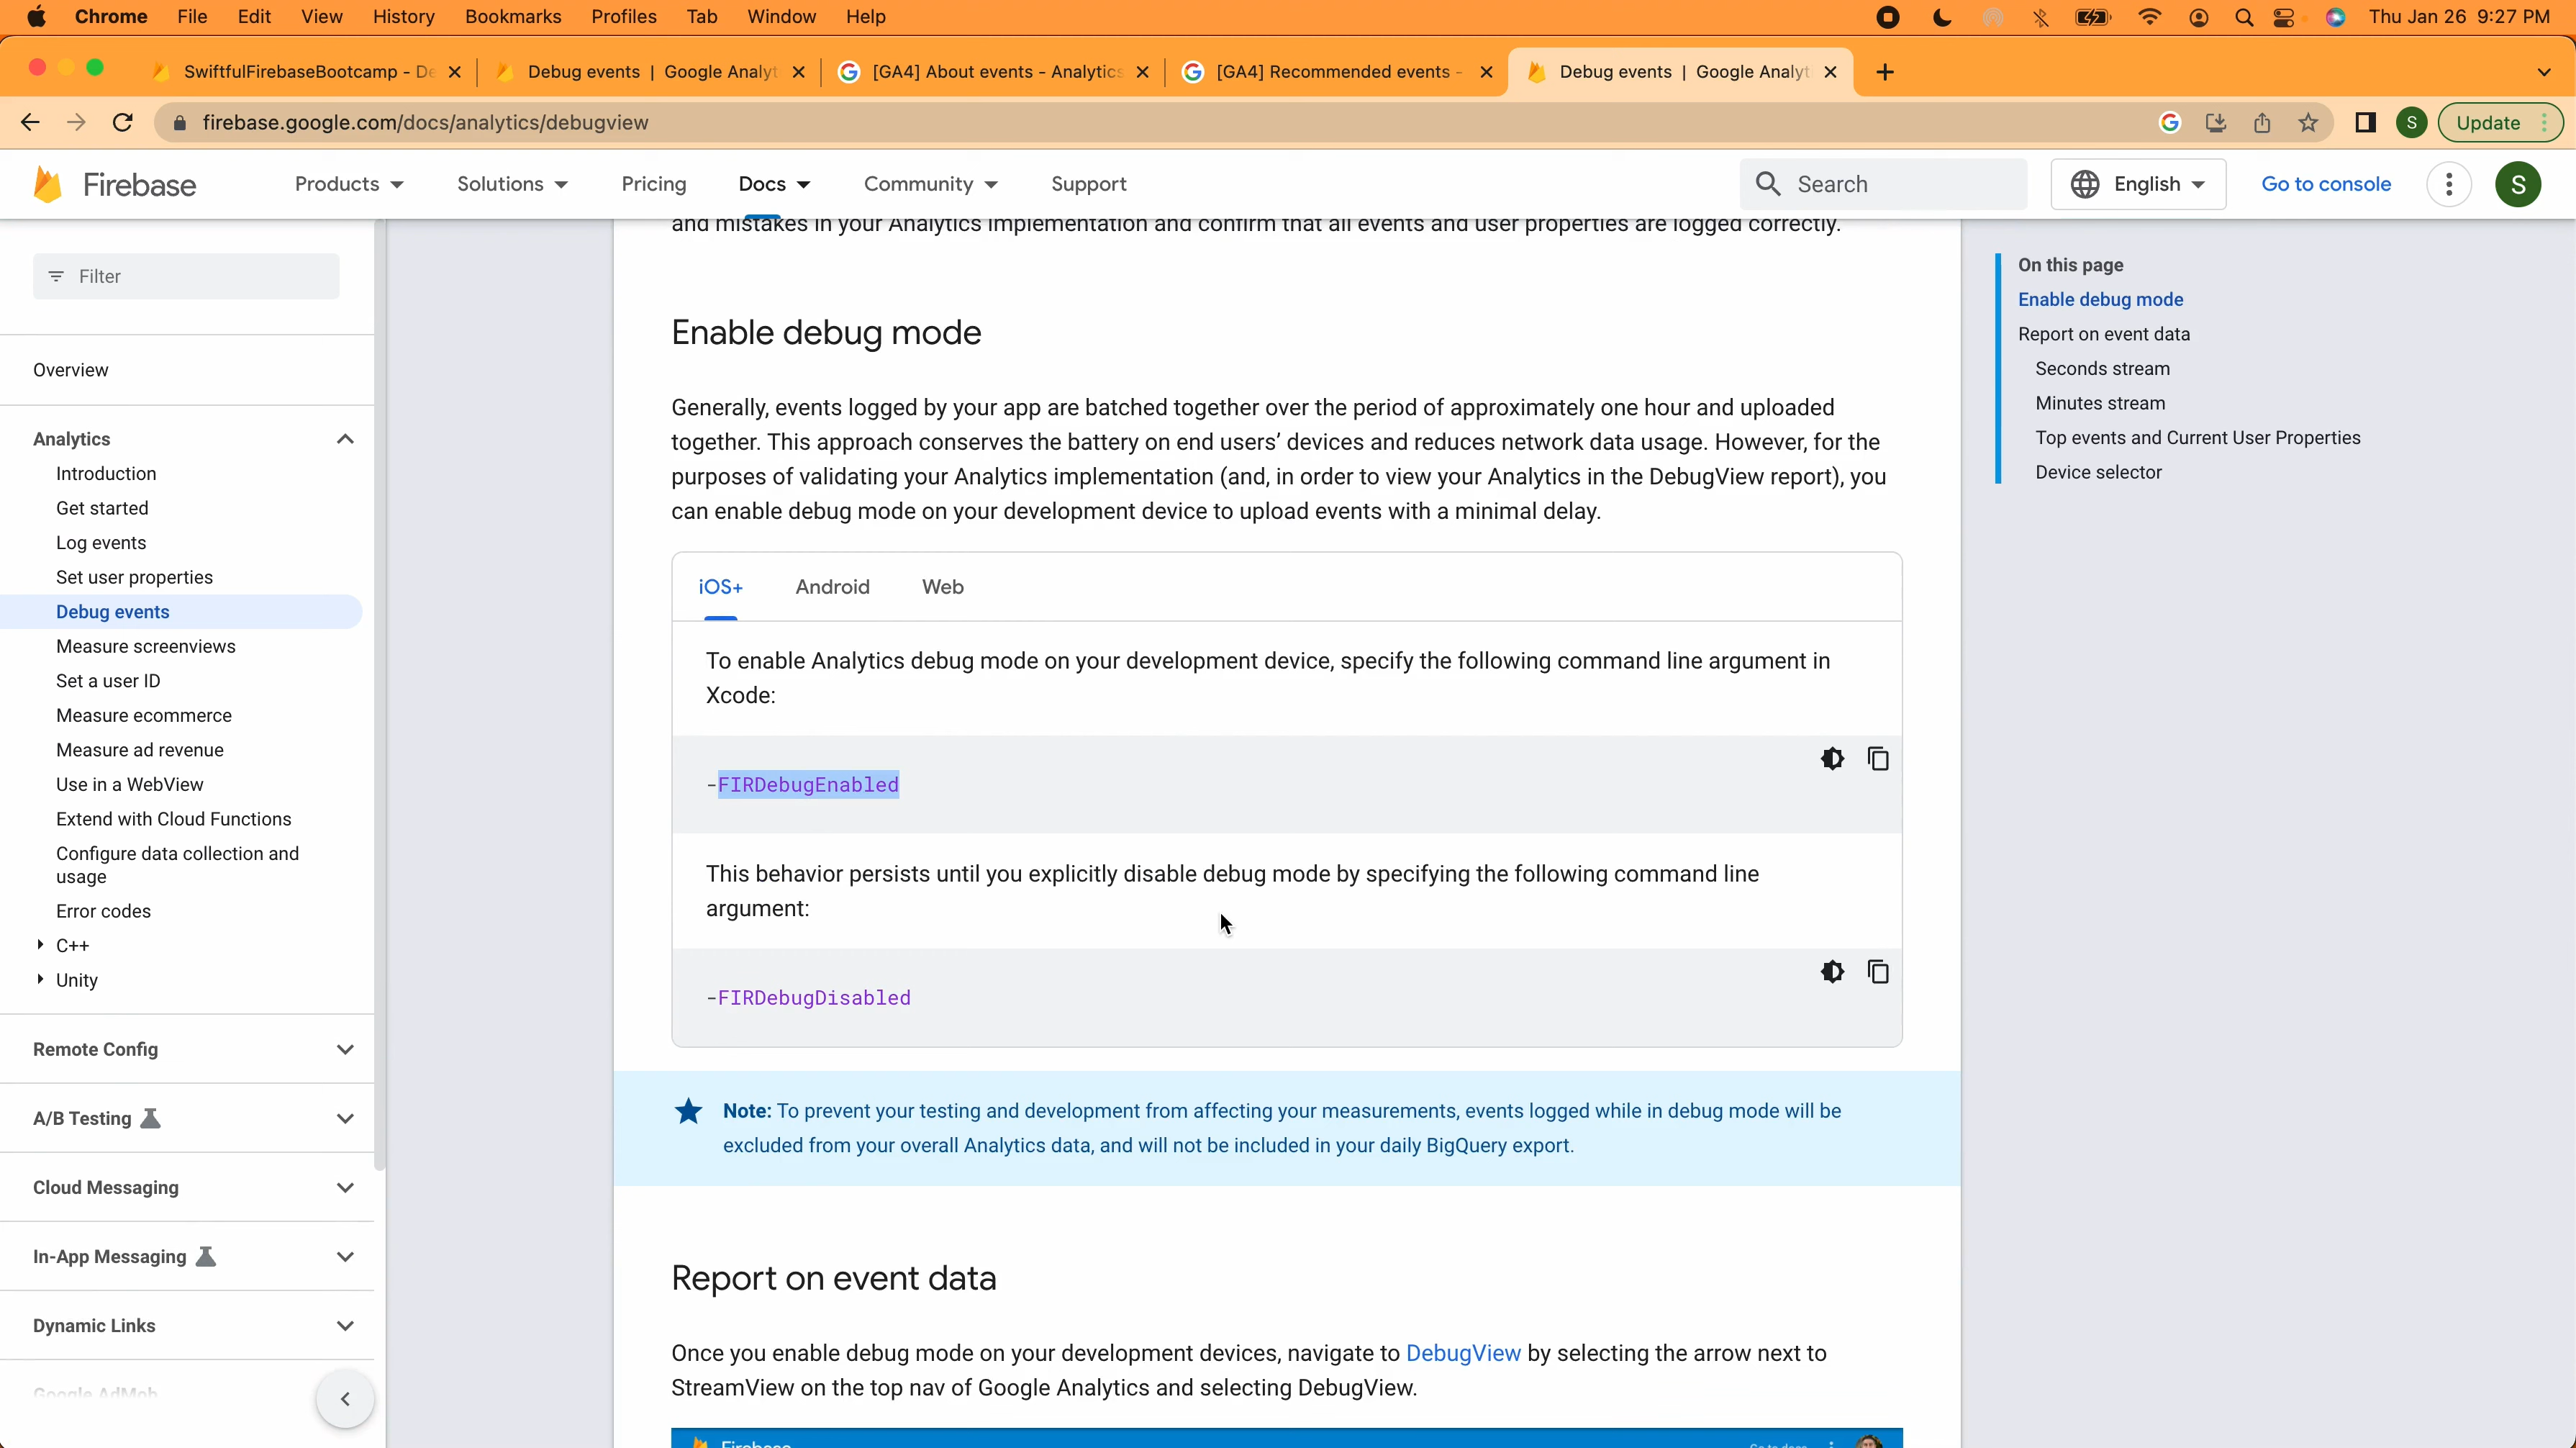 Chrome File Edit View History Bookmarks Profiles Tab Window Help Thu Jan 26 9:27 PM
SwiftfulFirebaseBootcamp - De Debug events | Google Analyt [GA4] About events - Analytics [GA4] Recommended events - Debug events | Google Analyt
firebase.google.com/docs/analytics/debugview S Update
Firebase Products Solutions Pricing Docs Community Support Search English Go to console S
and mistakes in your Analytics implementation and confirm that all events and user properties are logged correctly.
Filter
Overview
Analytics
Introduction
Get started
Log events
Set user properties
Debug events
Measure screenviews
Set a user ID
Measure ecommerce
Measure ad revenue
Use in a WebView
Extend with Cloud Functions
Configure data collection and
usage
Error codes
C++
Unity
Remote Config
A/B Testing
Cloud Messaging
In-App Messaging
Dynamic Links
Google AdMob
Enable debug mode
Generally, events logged by your app are batched together over the period of approximately one hour and uploaded
together. This approach conserves the battery on end users’ devices and reduces network data usage. However, for the
purposes of validating your Analytics implementation (and, in order to view your Analytics in the DebugView report), you
can enable debug mode on your development device to upload events with a minimal delay.
iOS+ Android Web
To enable Analytics debug mode on your development device, specify the following command line argument in
Xcode:
-FIRDebugEnabled
This behavior persists until you explicitly disable debug mode by specifying the following command line
argument:
-FIRDebugDisabled
Note: To prevent your testing and development from affecting your measurements, events logged while in debug mode will be
excluded from your overall Analytics data, and will not be included in your daily BigQuery export.
Report on event data
Once you enable debug mode on your development devices, navigate to DebugView by selecting the arrow next to
StreamView on the top nav of Google Analytics and selecting DebugView.
Firebase Go to docs
On this page
Enable debug mode
Report on event data
Seconds stream
Minutes stream
Top events and Current User Properties
Device selector